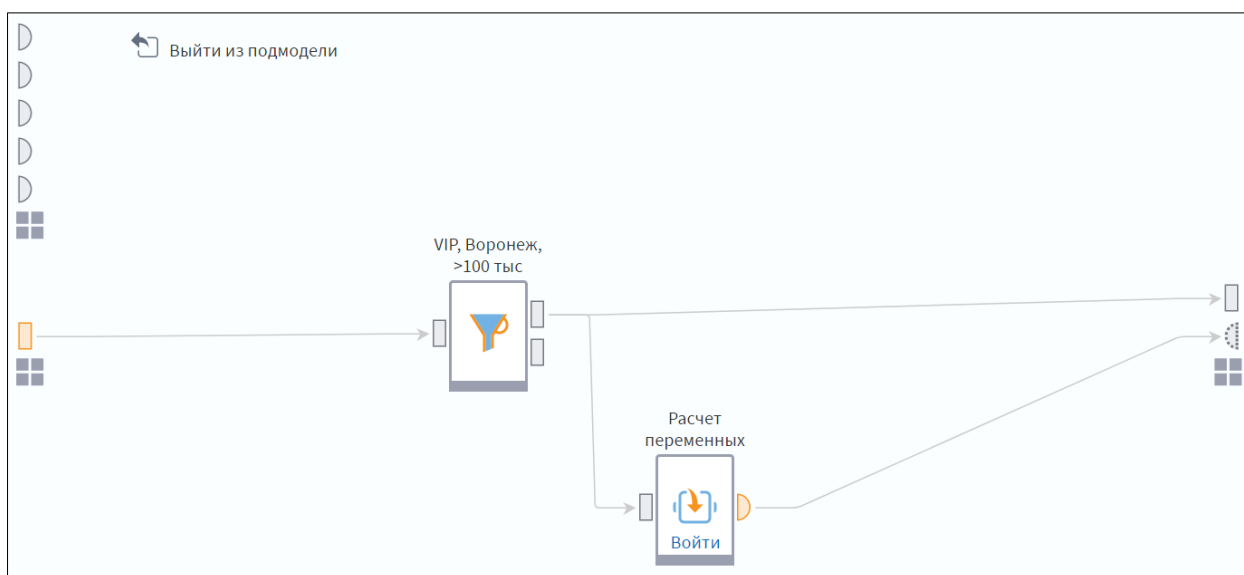 Выйти из подмодели
VIP, Воронеж,
>100 тыс
Расчет
переменных
Войти